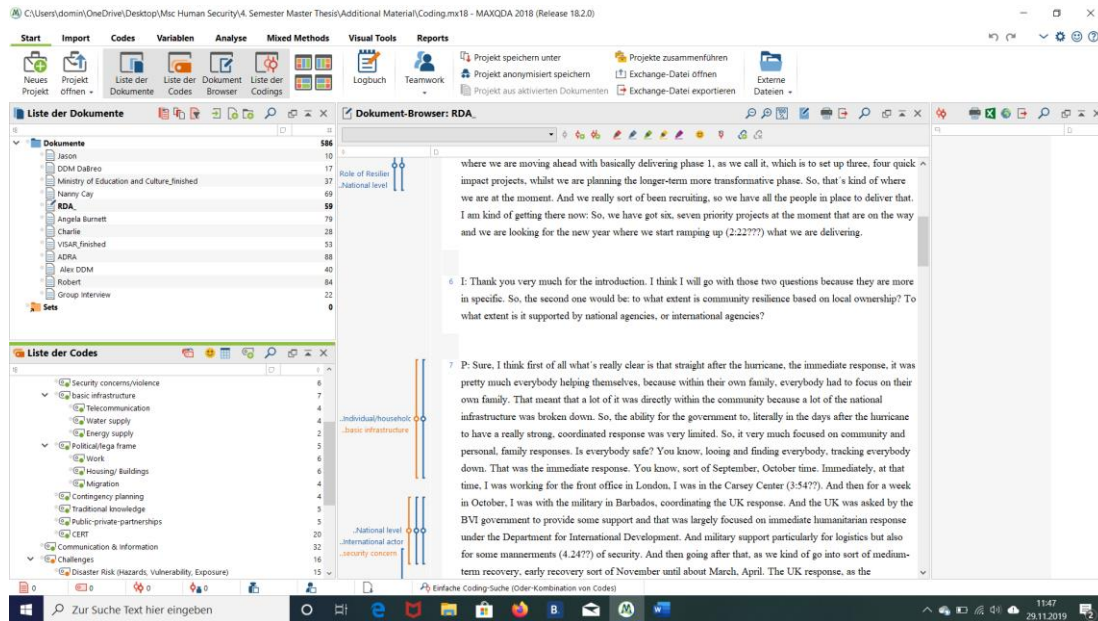 C:\Users\domin\OneDrive\Desktop\Msc Human Security\4. Semester Master Thesis\Additional Material\Coding.mx18 - MAXQDA 2018 (Release 18.2.0)
Start Import Codes Variablen Analyse Mixed Methods Visual Tools Reports
Neues Projekt
Projekt öffnen
Liste der Dokumente
Liste der Codes
Dokument Browser
Liste der Codings
Logbuch
Teamwork
Projekt speichern unter
Projekt anonymisiert speichern
Projekt aus aktivierten Dokumenten
Projekte zusammenführen
Exchange-Datei öffnen
Exchange-Datei exportieren
Externe Dateien
Liste der Dokumente
Dokumente 586
Jason 10
DDM DaBreo 17
Ministry of Education and Culture_finished 37
Nanny Cay 69
RDA_ 59
Angela Burnett 79
Charlie 28
VISAR_finished 53
ADRA 88
Alex DDM 40
Robert 84
Group Interview 22
Sets 0
Liste der Codes
Security concerns/violence 6
basic infrastructure 7
Telecommunication 4
Water supply 4
Energy supply 2
Political/lega frame 5
Work 6
Housing/ Buildings 6
Migration 4
Contingency planning 4
Traditional knowledge 3
Public-private-partnerships 5
CERT 20
Communication & Information 32
Challenges 16
Disaster Risk (Hazards, Vulnerability, Exposure) 15
Dokument-Browser: RDA_
Role of Resilier
..National level
where we are moving ahead with basically delivering phase 1, as we call it, which is to set up three, four quick
impact projects, whilst we are planning the longer-term more transformative phase. So, that´s kind of where
we are at the moment. And we really sort of been recruiting, so we have all the people in place to deliver that.
I am kind of getting there now: So, we have got six, seven priority projects at the moment that are on the way
and we are looking for the new year where we start ramping up (2:22???) what we are delivering.
6 I: Thank you very much for the introduction. I think I will go with those two questions because they are more
in specific. So, the second one would be: to what extent is community resilience based on local ownership? To
what extent is it supported by national agencies, or international agencies?
7 P: Sure, I think first of all what´s really clear is that straight after the hurricane, the immediate response, it was
pretty much everybody helping themselves, because within their own family, everybody had to focus on their
own family. That meant that a lot of it was directly within the community because a lot of the national
infrastructure was broken down. So, the ability for the government to, literally in the days after the hurricane
to have a really strong, coordinated response was very limited. So, it very much focused on community and
personal, family responses. Is everybody safe? You know, looing and finding everybody, tracking everybody
down. That was the immediate response. You know, sort of September, October time. Immediately, at that
time, I was working for the front office in London, I was in the Carsey Center (3:54??). And then for a week
in October, I was with the military in Barbados, coordinating the UK response. And the UK was asked by the
BVI government to provide some support and that was largely focused on immediate humanitarian response
under the Department for International Development. And military support particularly for logistics but also
for some mannerments (4.24??) of security. And then going after that, as we kind of go into sort of medium-
term recovery, early recovery sort of November until about March, April. The UK response, as the
..Individual/househok
..basic infrastructure
..National level
..international actor
..security concern
0 0 0 0
Einfache Coding-Suche (Oder-Kombination von Codes)
Zur Suche Text hier eingeben
11:47
29.11.2019